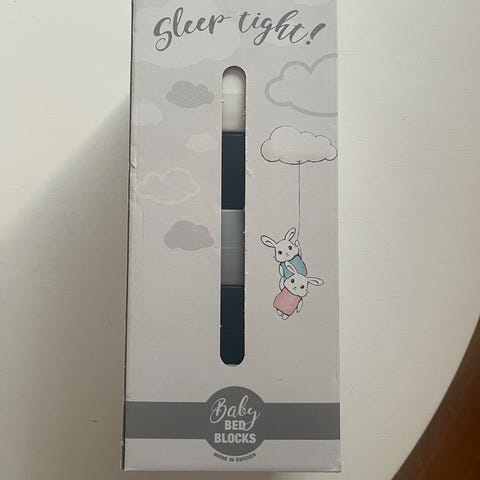 Sleep tight!
Baby
BED
BLOCKS
MADE IN SWEDEN